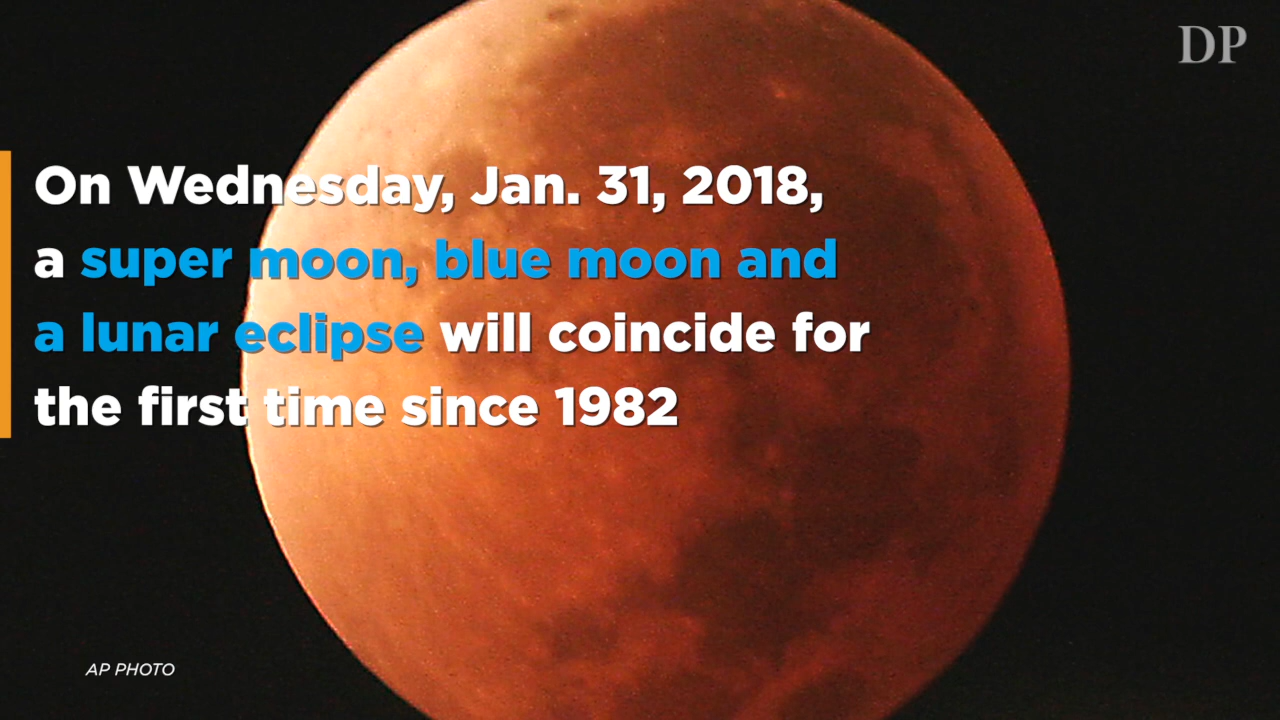 DP
On Wednesday, Jan. 31, 2018,
a super moon, blue moon and
a lunar eclipse will coincide for
the first time since 1982
AP PHOTO